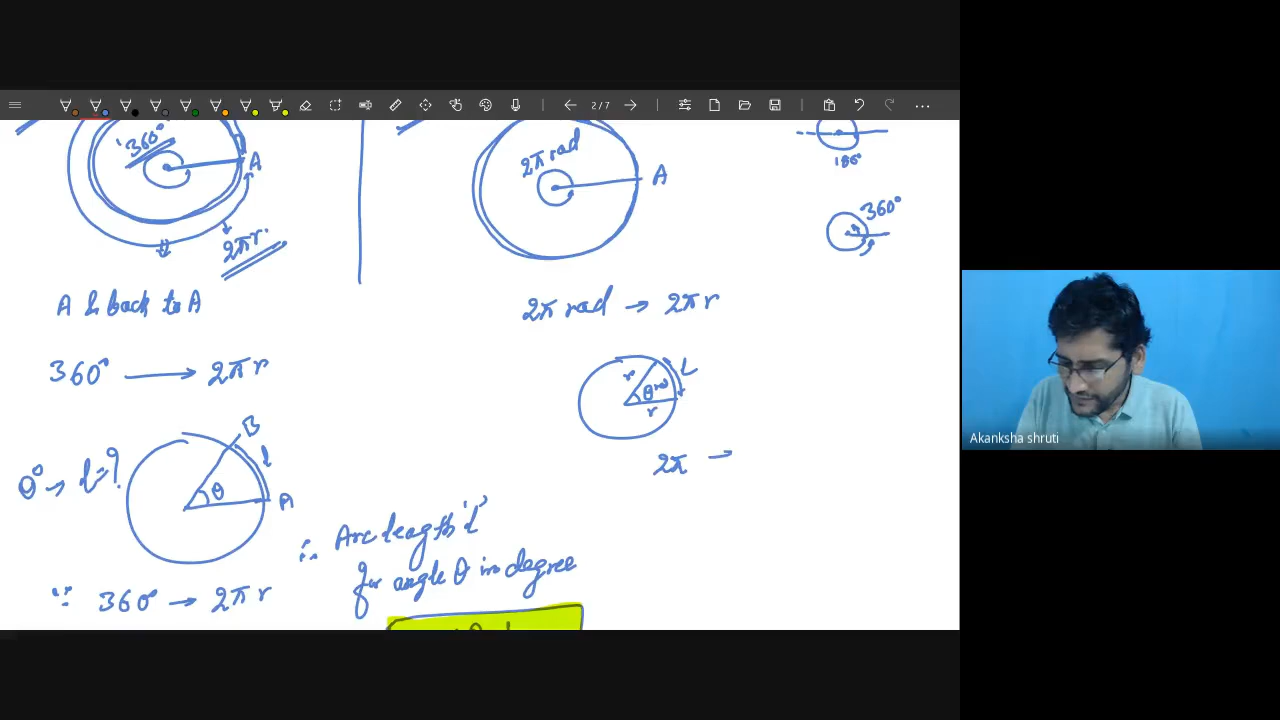 2/7
360°
A
2πr.
2π rad
A
180°
360°
A & back to A
2π rad → 2πr
360° → 2πr
r
θ rad
r
L
B
l
θ° → l = ?
θ
A
2π →
∴ Arc length 'l'
for angle θ in degree
∵ 360° → 2πr
Akanksha shruti